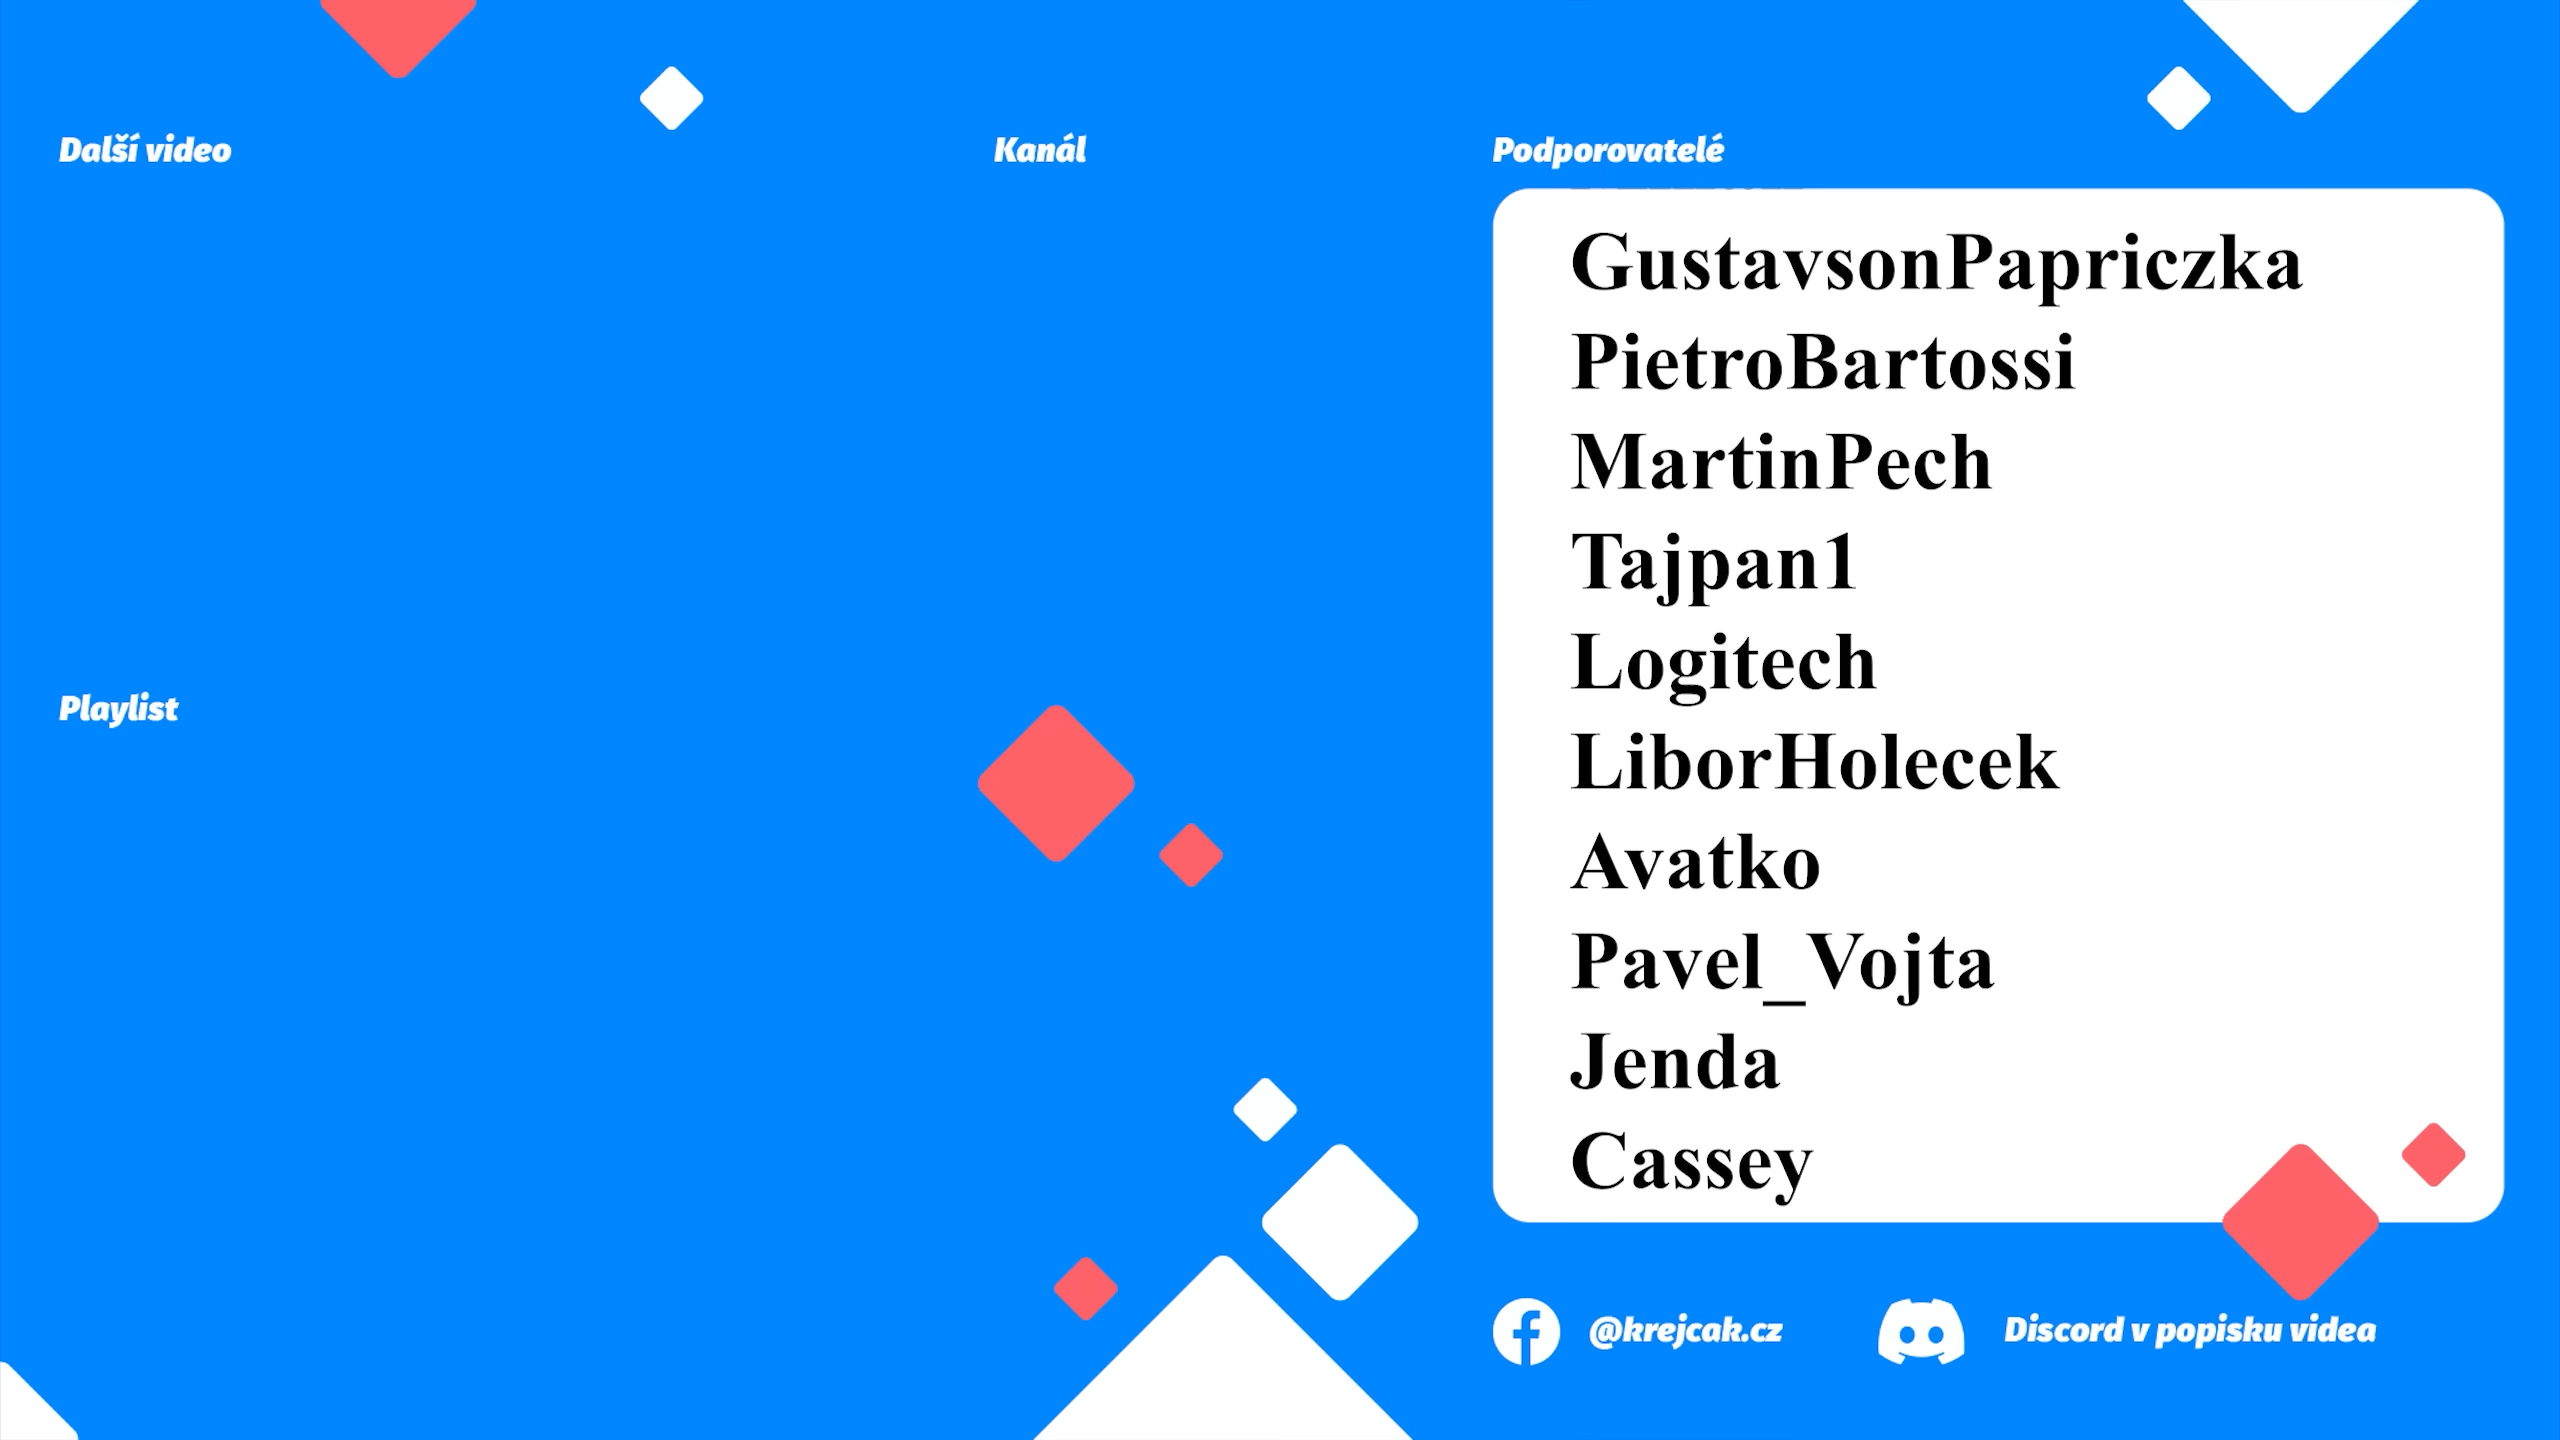 Další video
Kanál
Podporovatelé
GustavsonPapriczka
PietroBartossi
MartinPech
Tajpan1
Logitech
LiborHolecek
Avatko
Pavel_Vojta
Jenda
Cassey
Playlist
@krejcak.cz
Discord v popisku videa